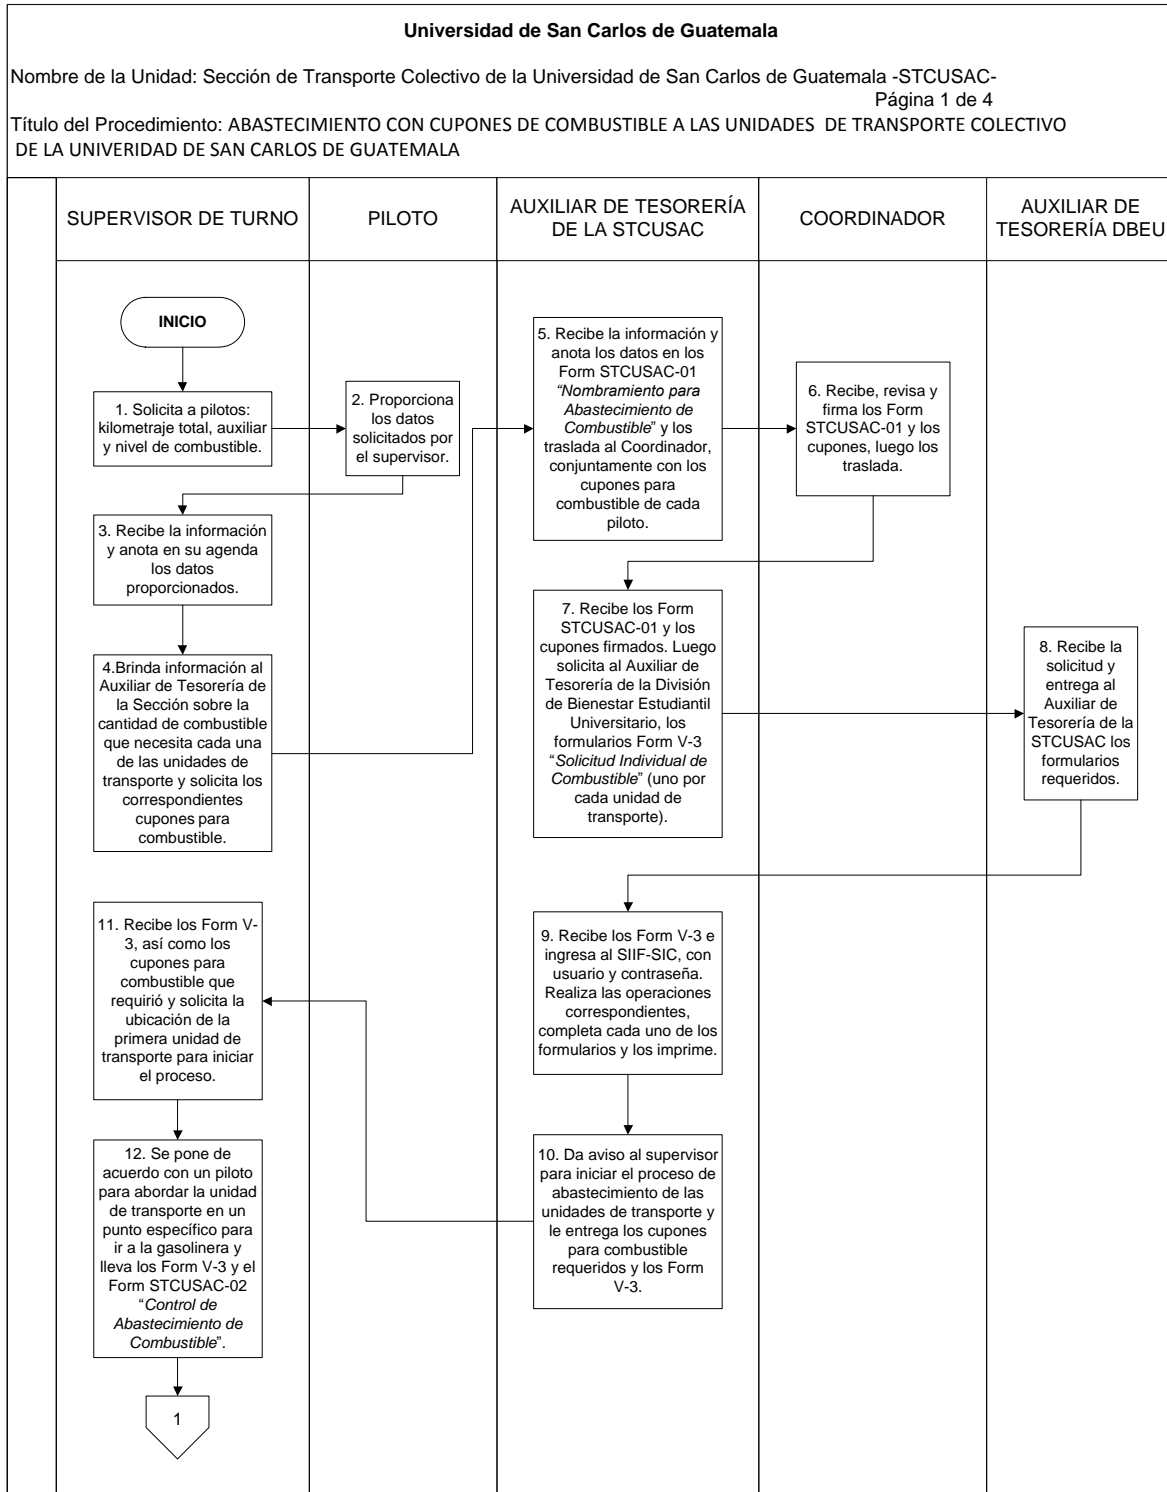 Universidad de San Carlos de Guatemala
Nombre de la Unidad: Sección de Transporte Colectivo de la Universidad de San Carlos de Guatemala -STCUSAC-
Página 1 de 4
Título del Procedimiento: ABASTECIMIENTO CON CUPONES DE COMBUSTIBLE A LAS UNIDADES DE TRANSPORTE COLECTIVO
DE LA UNIVERIDAD DE SAN CARLOS DE GUATEMALA
SUPERVISOR DE TURNO
PILOTO
AUXILIAR DE TESORERÍA
DE LA STCUSAC
COORDINADOR
AUXILIAR DE
TESORERÍA DBEU
INICIO
1. Solicita a pilotos:
kilometraje total, auxiliar
y nivel de combustible.
2. Proporciona
los datos
solicitados por
el supervisor.
3. Recibe la información
y anota en su agenda
los datos
proporcionados.
4.Brinda información al
Auxiliar de Tesorería de
la Sección sobre la
cantidad de combustible
que necesita cada una
de las unidades de
transporte y solicita los
correspondientes
cupones para
combustible.
5. Recibe la información y
anota los datos en los
Form STCUSAC-01
“Nombramiento para
Abastecimiento de
Combustible” y los
traslada al Coordinador,
conjuntamente con los
cupones para
combustible de cada
piloto.
6. Recibe, revisa y
firma los Form
STCUSAC-01 y los
cupones, luego los
traslada.
7. Recibe los Form
STCUSAC-01 y los
cupones firmados. Luego
solicita al Auxiliar de
Tesorería de la División
de Bienestar Estudiantil
Universitario, los
formularios Form V-3
“Solicitud Individual de
Combustible” (uno por
cada unidad de
transporte).
8. Recibe la
solicitud y
entrega al
Auxiliar de
Tesorería de la
STCUSAC los
formularios
requeridos.
9. Recibe los Form V-3 e
ingresa al SIIF-SIC, con
usuario y contraseña.
Realiza las operaciones
correspondientes,
completa cada uno de los
formularios y los imprime.
10. Da aviso al supervisor
para iniciar el proceso de
abastecimiento de las
unidades de transporte y
le entrega los cupones
para combustible
requeridos y los Form
V-3.
11. Recibe los Form V-
3, así como los
cupones para
combustible que
requirió y solicita la
ubicación de la
primera unidad de
transporte para iniciar
el proceso.
12. Se pone de
acuerdo con un piloto
para abordar la unidad
de transporte en un
punto específico para
ir a la gasolinera y
lleva los Form V-3 y el
Form STCUSAC-02
“Control de
Abastecimiento de
Combustible”.
1